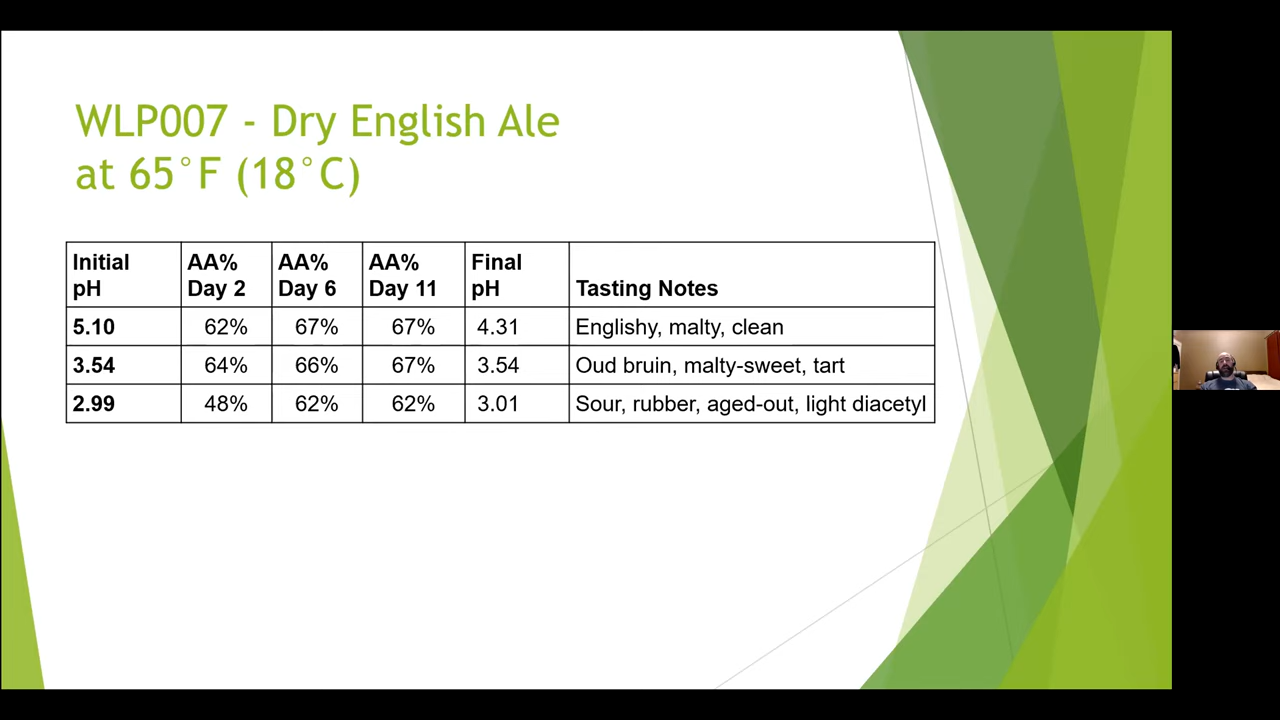 WLP007 - Dry English Ale
at 65°F (18°C)
Initial pH AA% Day 2 AA% Day 6 AA% Day 11 Final pH Tasting Notes
5.10 62% 67% 67% 4.31 Englishy, malty, clean
3.54 64% 66% 67% 3.54 Oud bruin, malty-sweet, tart
2.99 48% 62% 62% 3.01 Sour, rubber, aged-out, light diacetyl